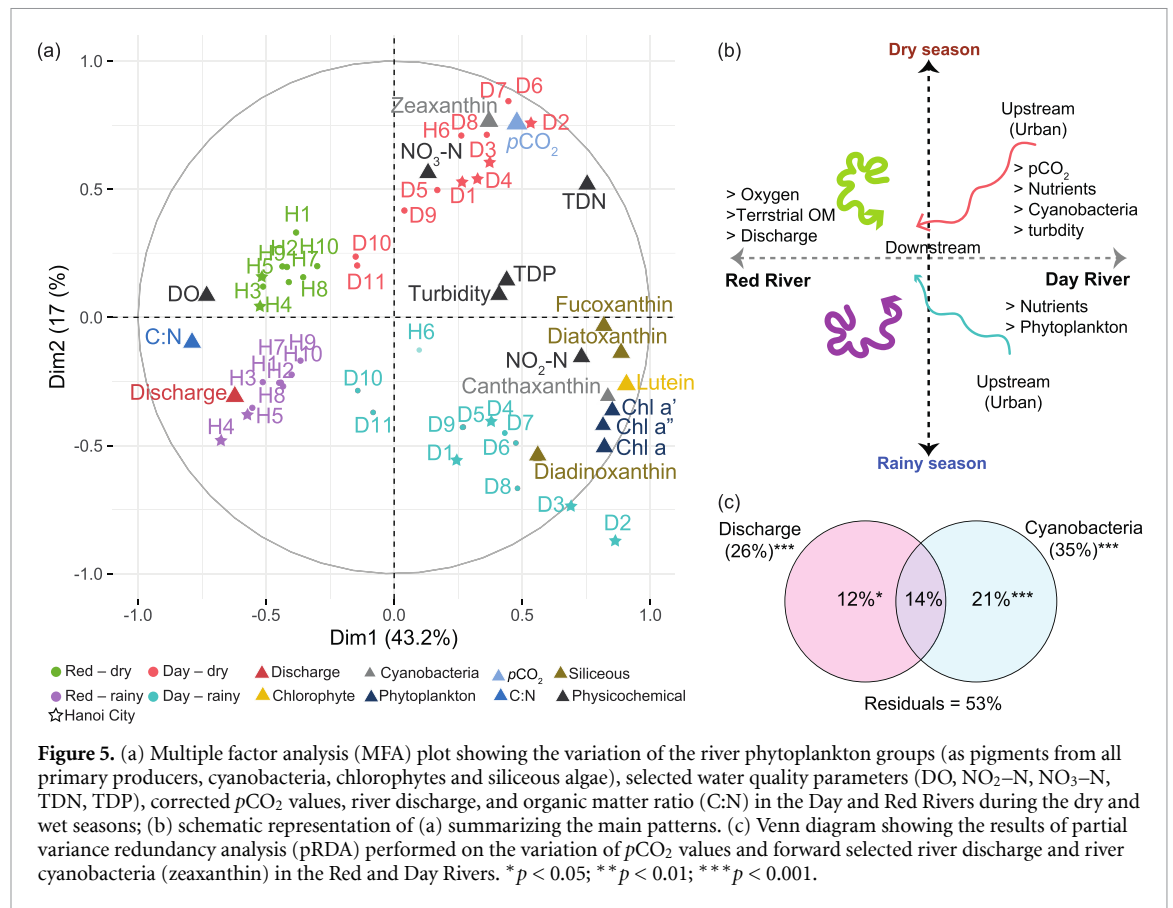 (a)
1.0
0.5
0.0
-0.5
-1.0
Dim2 (17 (%)
-1.0
-0.5
0.0
0.5
1.0
Dim1 (43.2%)
D7
D6
Zeaxanthin
D8
D2
H6
pCO2
D3
NO3-N
D4
D5
D1
TDN
D9
H1
H2
H10
H9
D10
H5
H7
D11
H3
H8
H4
DO
TDP
Turbidity
Fucoxanthin
C:N
H6
Diatoxanthin
H9
H7
H10
NO2-N
H1
H2
H3
Lutein
Discharge
H8
D10
Canthaxanthin
H5
D11
D5
D4
Chl a'
H4
D9
D7
Chl a”
D6
D1
Chl a
Diadinoxanthin
D8
D3
D2
Red – dry
Day – dry
Discharge
Cyanobacteria
pCO2
Siliceous
Red – rainy
Day – rainy
Chlorophyte
Phytoplankton
C:N
Physicochemical
Hanoi City
(b)
Dry season
Upstream
(Urban)
> pCO2
> Nutrients
> Cyanobacteria
> turbdity
> Oxygen
>Terrstrial OM
> Discharge
Downstream
Red River
Day River
> Nutrients
> Phytoplankton
Upstream
(Urban)
Rainy season
(c)
Discharge
(26%)***
Cyanobacteria
(35%)***
12%*
14%
21%***
Residuals = 53%
Figure 5. (a) Multiple factor analysis (MFA) plot showing the variation of the river phytoplankton groups (as pigments from all
primary producers, cyanobacteria, chlorophytes and siliceous algae), selected water quality parameters (DO, NO2–N, NO3–N,
TDN, TDP), corrected pCO2 values, river discharge, and organic matter ratio (C:N) in the Day and Red Rivers during the dry and
wet seasons; (b) schematic representation of (a) summarizing the main patterns. (c) Venn diagram showing the results of partial
variance redundancy analysis (pRDA) performed on the variation of pCO2 values and forward selected river discharge and river
cyanobacteria (zeaxanthin) in the Red and Day Rivers. *p < 0.05; **p < 0.01; ***p < 0.001.